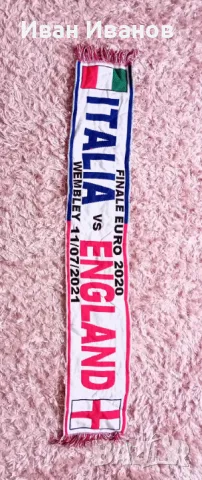 Иван Иванов
FINALE EURO 2020
ITALIA vs ENGLAND
WEMBLEY 11/07/2021